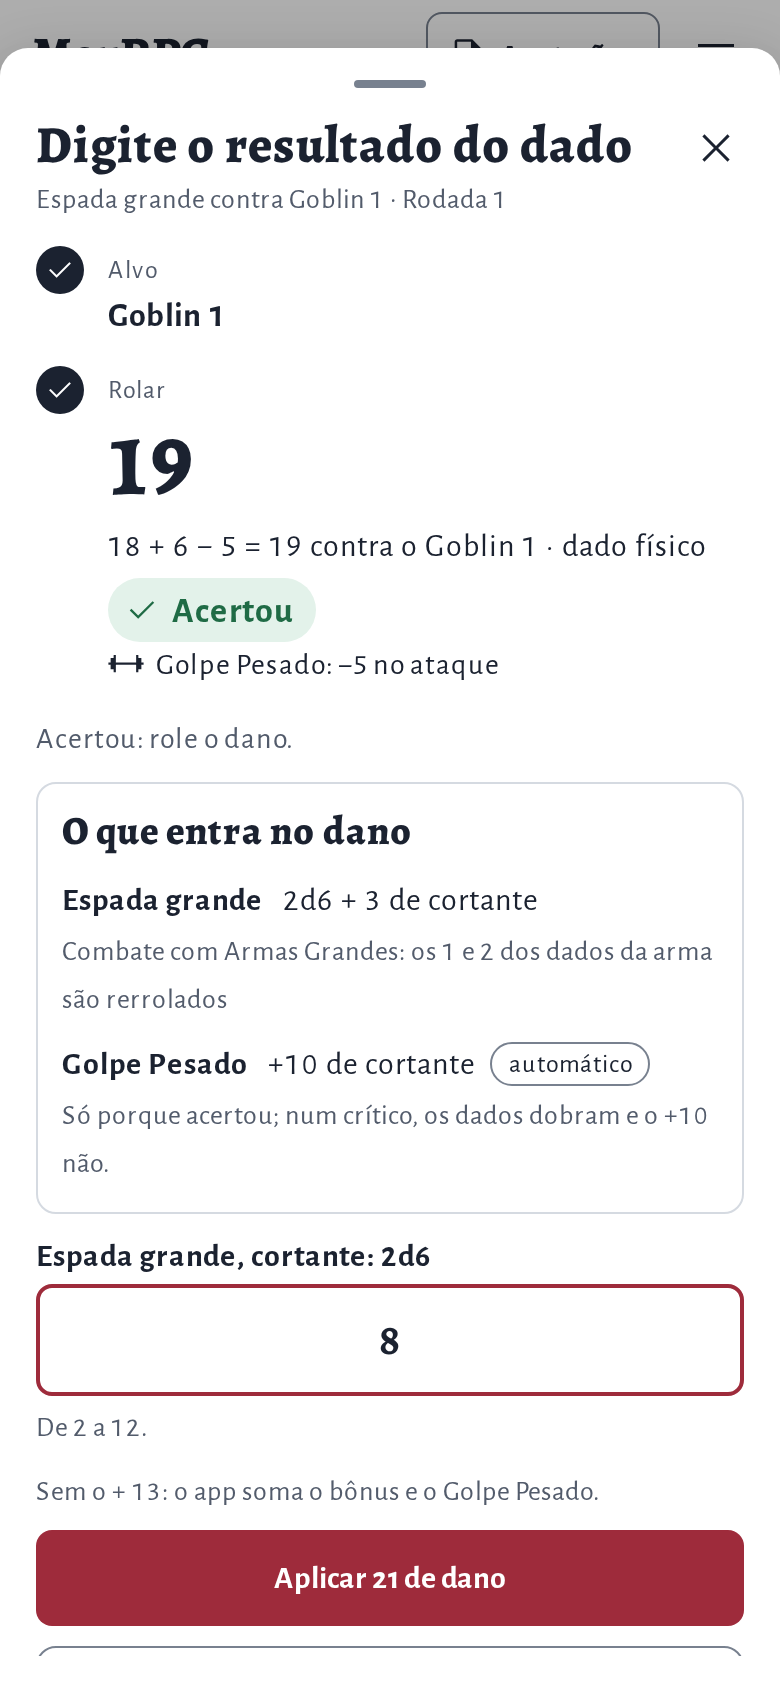 Digite o resultado do dado
Espada grande contra Goblin 1 · Rodada 1
Alvo
Goblin 1
Rolar
19
18 + 6 − 5 = 19 contra o Goblin 1 · dado físico
Acertou
Golpe Pesado: −5 no ataque
Acertou: role o dano.
O que entra no dano
Espada grande 2d6 + 3 de cortante
Combate com Armas Grandes: os 1 e 2 dos dados da arma
são rerrolados
Golpe Pesado +10 de cortante automático
Só porque acertou; num crítico, os dados dobram e o +10
não.
Espada grande, cortante: 2d6
8
De 2 a 12.
Sem o + 13: o app soma o bônus e o Golpe Pesado.
Aplicar 21 de dano